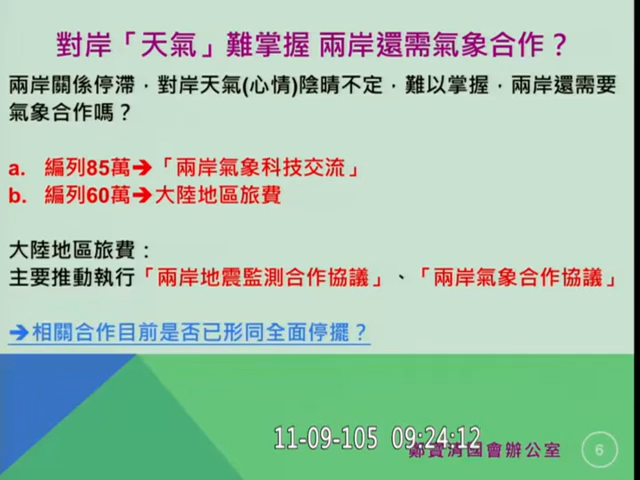 對岸「天氣」難掌握 兩岸還需氣象合作？
兩岸關係停滯，對岸天氣(心情)陰晴不定，難以掌握，兩岸還需要
氣象合作嗎？
a. 編列85萬➔「兩岸氣象科技交流」
b. 編列60萬➔大陸地區旅費
大陸地區旅費：
主要推動執行「兩岸地震監測合作協議」、「兩岸氣象合作協議」
➔相關合作目前是否已形同全面停擺？
11-09-105 09:24:12
鄭寶清國會辦公室
6